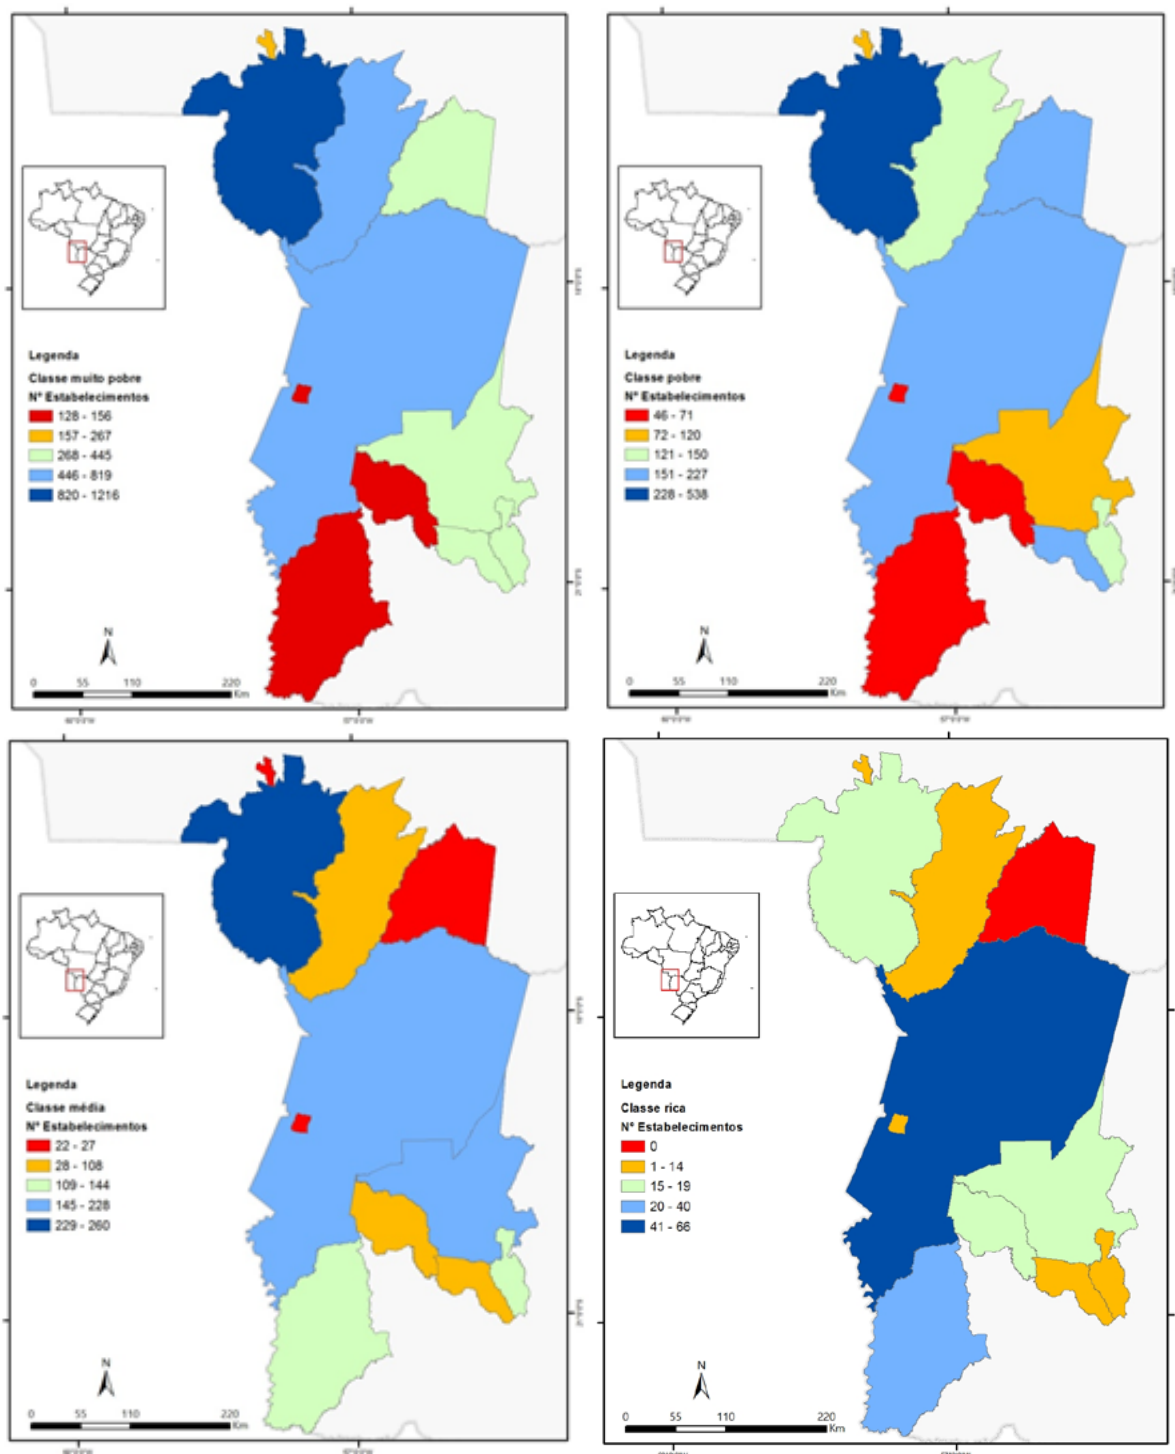 Legenda
Classe muito pobre
N° Estabelecimentos
128 - 156
157 - 267
268 - 445
446 - 819
820 - 1216
N
0 55 110 220
Km
Legenda
Classe pobre
N° Estabelecimentos
46 - 71
72 - 120
121 - 150
151 - 227
228 - 538
N
0 55 110 220
Km
Legenda
Classe média
N° Estabelecimentos
22 - 27
28 - 108
109 - 144
145 - 228
229 - 260
N
0 55 110 220
Km
Legenda
Classe rica
N° Estabelecimentos
0
1 - 14
15 - 19
20 - 40
41 - 66
N
0 55 110 220
Km